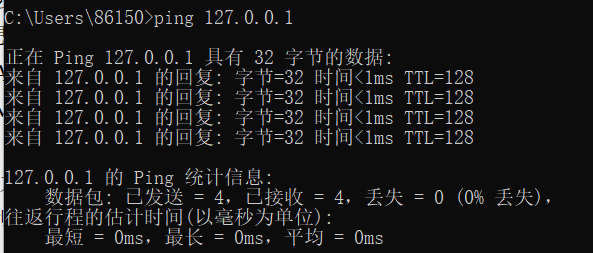 C:\Users\86150>ping 127.0.0.1
正在 Ping 127.0.0.1 具有 32 字节的数据:
来自 127.0.0.1 的回复: 字节=32 时间<1ms TTL=128
来自 127.0.0.1 的回复: 字节=32 时间<1ms TTL=128
来自 127.0.0.1 的回复: 字节=32 时间<1ms TTL=128
来自 127.0.0.1 的回复: 字节=32 时间<1ms TTL=128
127.0.0.1 的 Ping 统计信息:
数据包: 已发送 = 4，已接收 = 4，丢失 = 0 (0% 丢失)，
往返行程的估计时间(以毫秒为单位):
最短 = 0ms，最长 = 0ms，平均 = 0ms